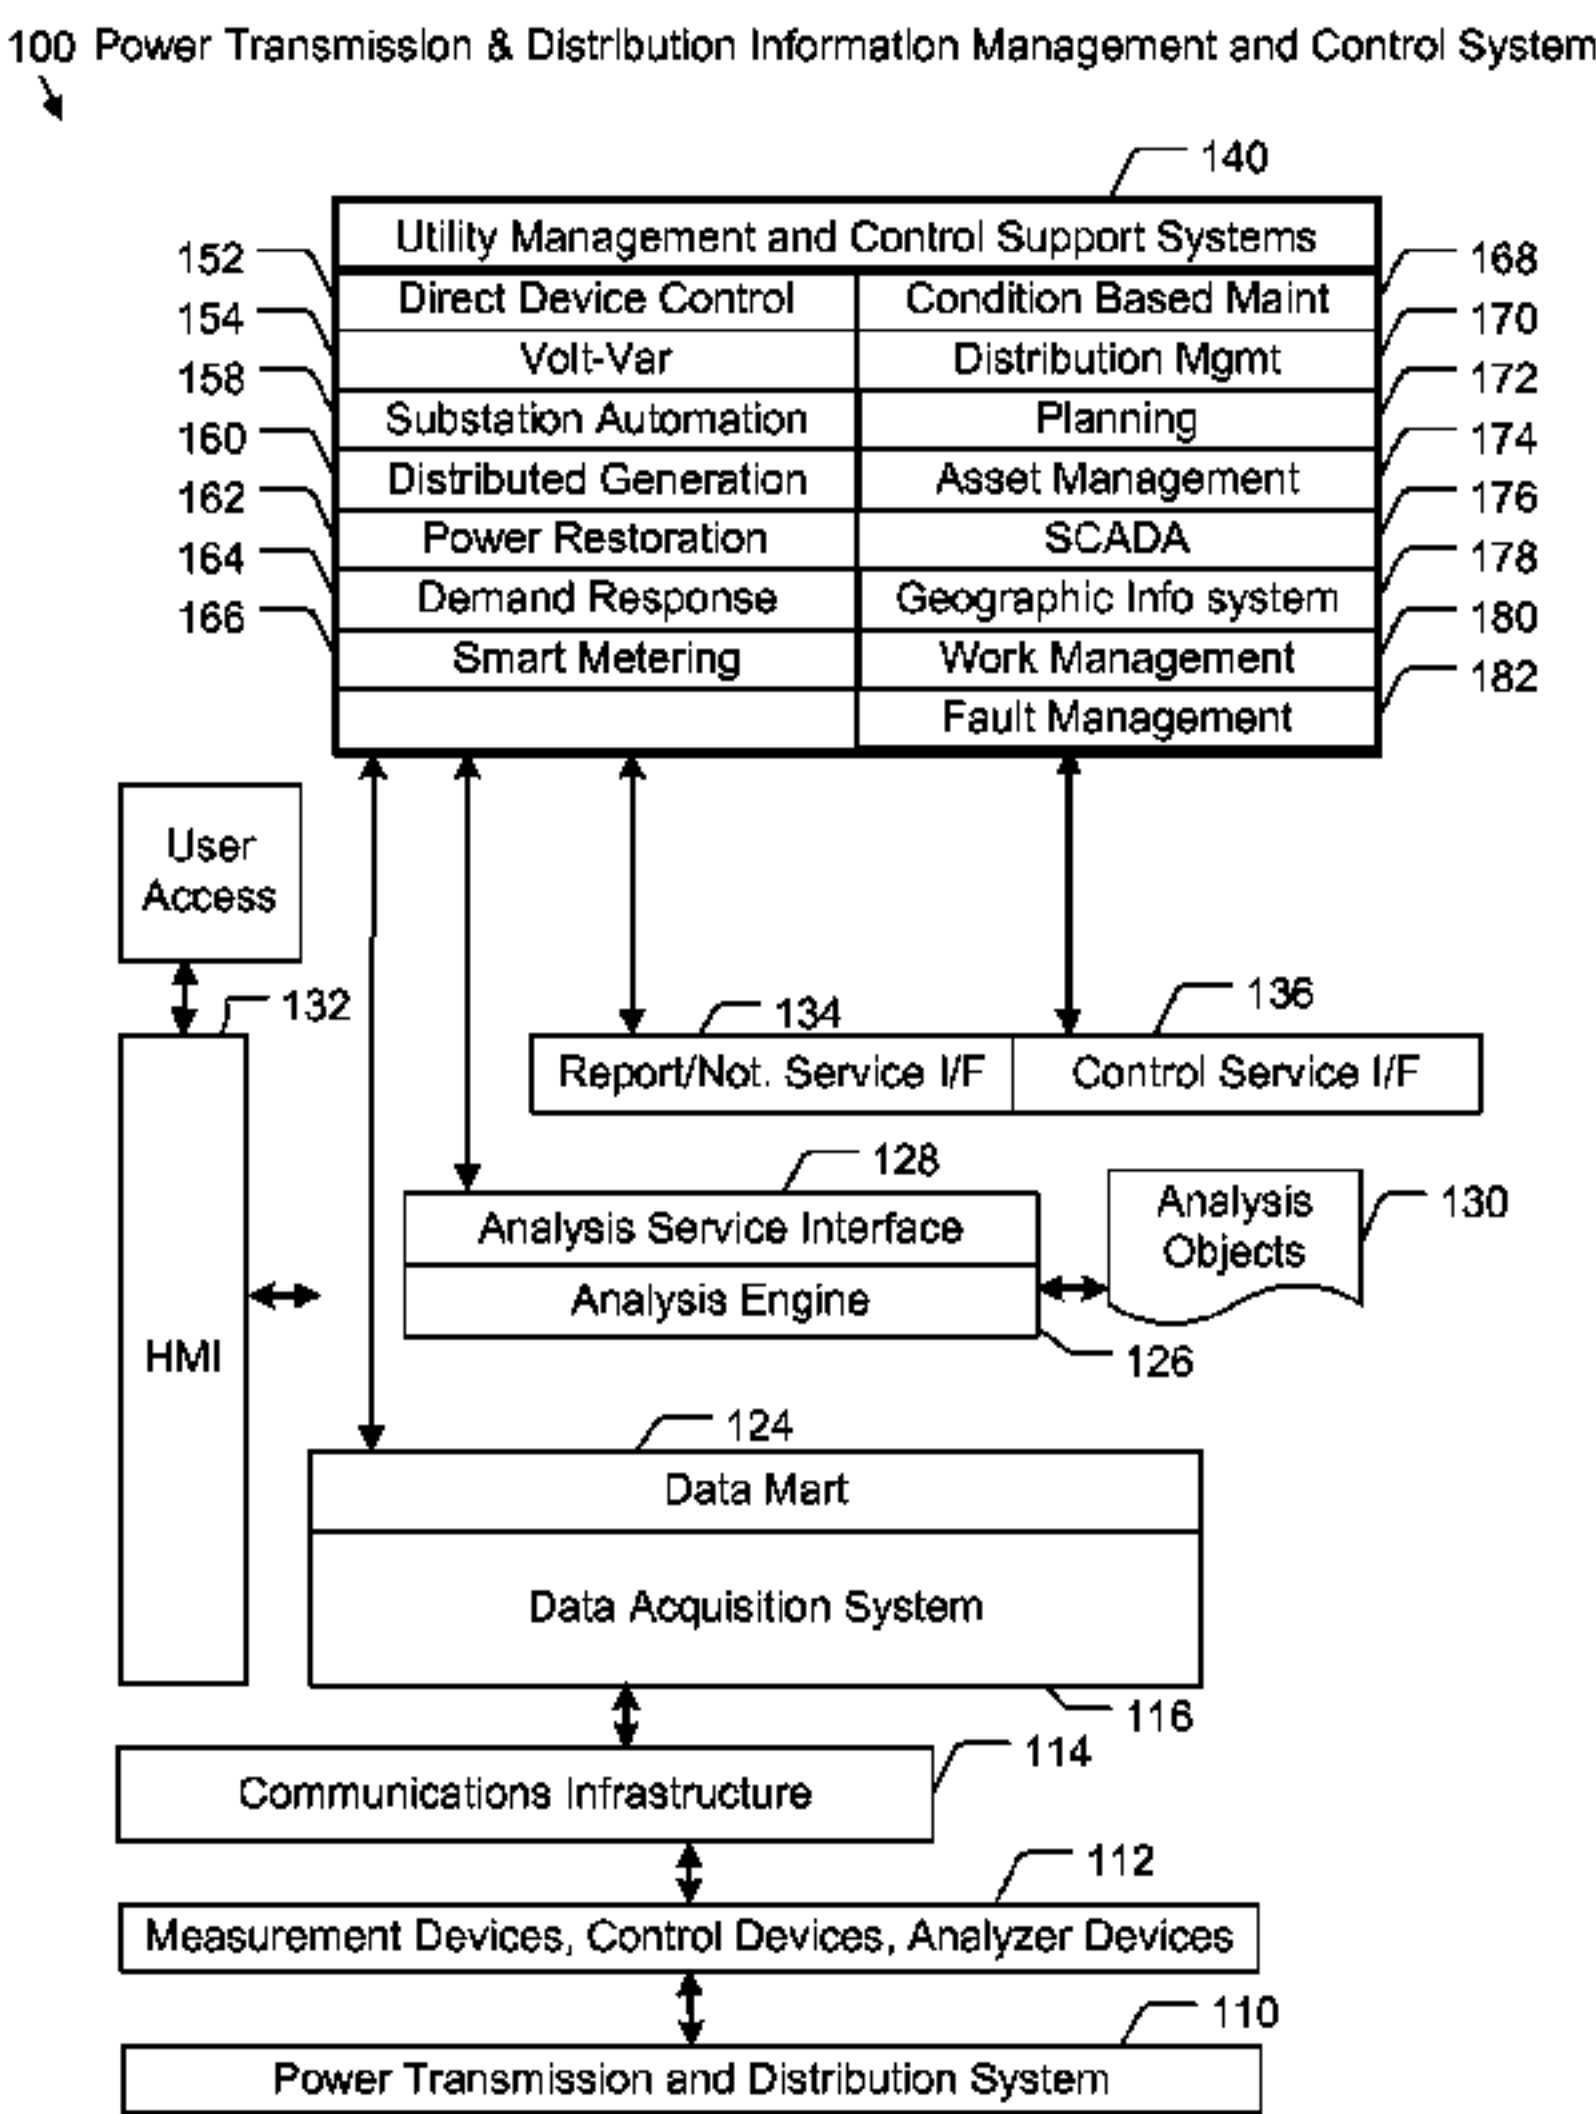 100 Power Transmission & Distribution Information Management and Control System
140
Utility Management and Control Support Systems
152 Direct Device Control Condition Based Maint 168
154 Volt-Var Distribution Mgmt 170
158 Substation Automation Planning 172
160 Distributed Generation Asset Management 174
162 Power Restoration SCADA 176
164 Demand Response Geographic Info system 178
166 Smart Metering Work Management 180
Fault Management 182
User
Access
132
134
136
Report/Not. Service I/F Control Service I/F
128
Analysis Service Interface
Analysis
Objects
130
Analysis Engine
126
HMI
124
Data Mart
Data Acquisition System
116
114
Communications Infrastructure
112
Measurement Devices, Control Devices, Analyzer Devices
110
Power Transmission and Distribution System